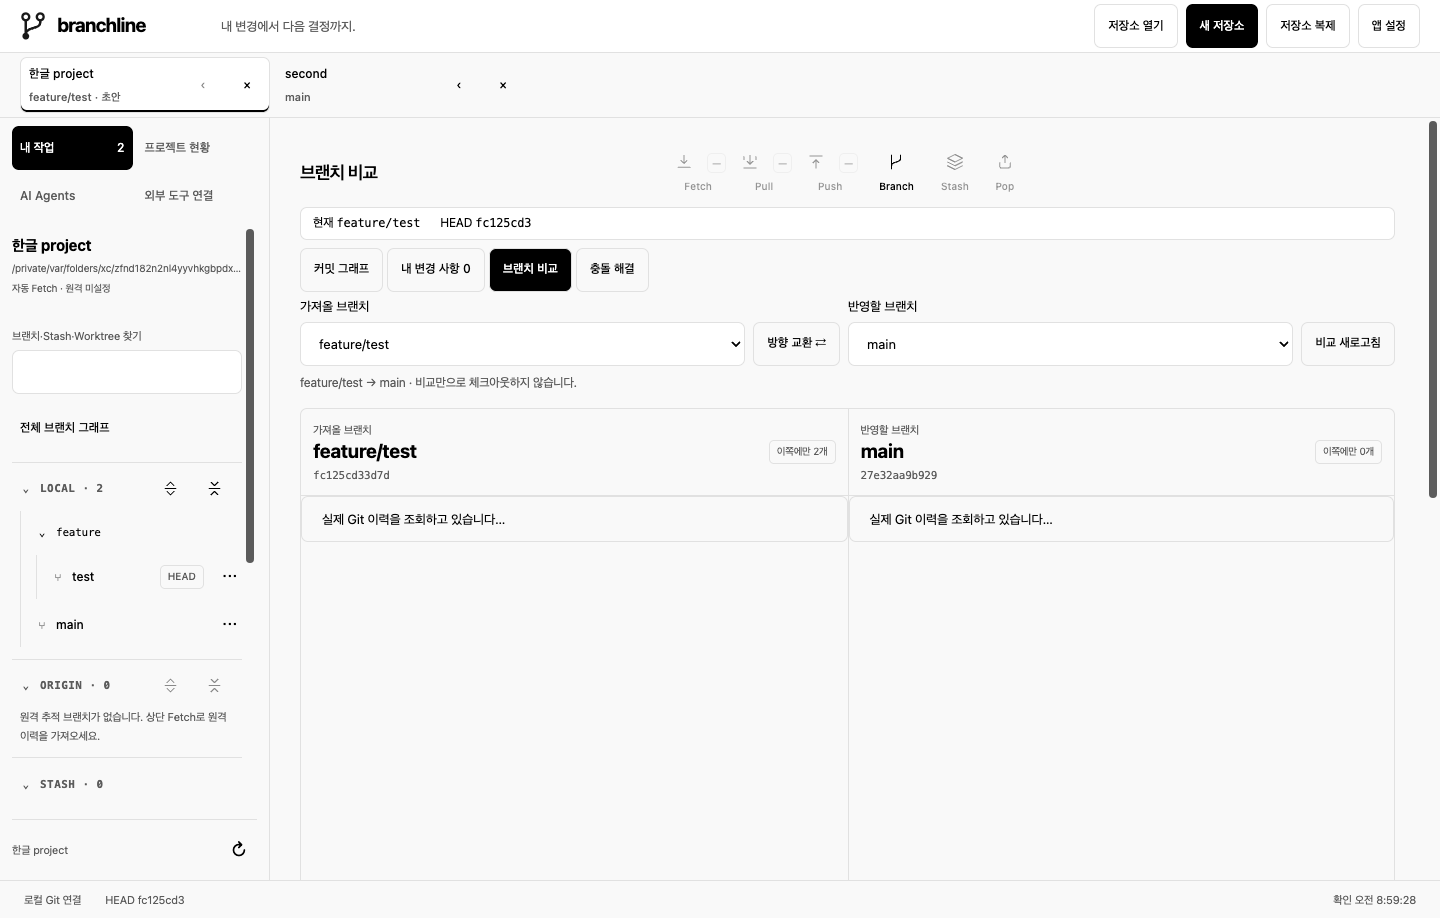 branchline
내 변경에서 다음 결정까지.
저장소 열기
새 저장소
저장소 복제
앱 설정
한글 project
feature/test · 초안
second
main
내 작업 2
프로젝트 현황
AI Agents
외부 도구 연결
한글 project
/private/var/folders/xc/zfnd182n2nl4yyvhkgbpdx...
자동 Fetch · 원격 미설정
브랜치·Stash·Worktree 찾기
전체 브랜치 그래프
LOCAL · 2
feature
test HEAD ···
main ···
ORIGIN · 0
원격 추적 브랜치가 없습니다. 상단 Fetch로 원격
이력을 가져오세요.
STASH · 0
한글 project
브랜치 비교
Fetch
Pull
Push
Branch
Stash
Pop
현재 feature/test HEAD fc125cd3
커밋 그래프
내 변경 사항 0
브랜치 비교
충돌 해결
가져올 브랜치
feature/test
방향 교환 ⇄
반영할 브랜치
main
비교 새로고침
feature/test → main · 비교만으로 체크아웃하지 않습니다.
가져올 브랜치
feature/test
이쪽에만 2개
fc125cd33d7d
실제 Git 이력을 조회하고 있습니다...
반영할 브랜치
main
이쪽에만 0개
27e32aa9b929
실제 Git 이력을 조회하고 있습니다...
로컬 Git 연결
HEAD fc125cd3
확인 오전 8:59:28